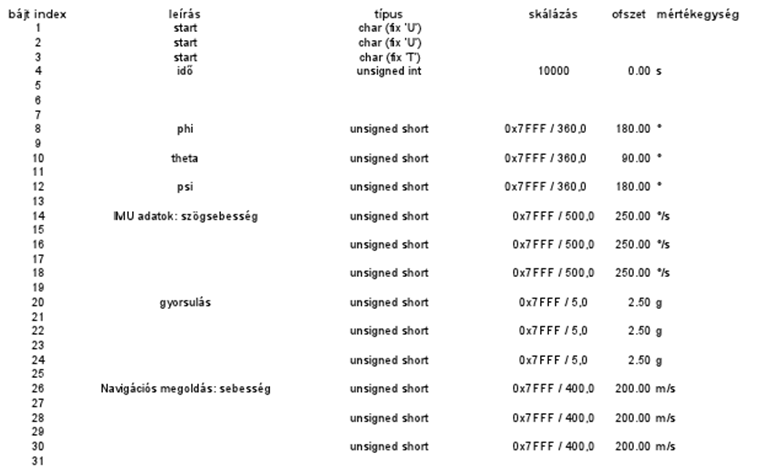 bájt index leírás típus skálázás ofszet mértékegység
1 start char (fix 'U')
2 start char (fix 'U')
3 start char (fix 'T')
4 idő unsigned int 10000 0.00 s
5
6
7
8 phi unsigned short 0x7FFF / 360,0 180.00 °
9
10 theta unsigned short 0x7FFF / 360,0 90.00 °
11
12 psi unsigned short 0x7FFF / 360,0 180.00 °
13
14 IMU adatok: szögsebesség unsigned short 0x7FFF / 500,0 250.00 °/s
15
16 unsigned short 0x7FFF / 500,0 250.00 °/s
17
18 unsigned short 0x7FFF / 500,0 250.00 °/s
19
20 gyorsulás unsigned short 0x7FFF / 5,0 2.50 g
21
22 unsigned short 0x7FFF / 5,0 2.50 g
23
24 unsigned short 0x7FFF / 5,0 2.50 g
25
26 Navigációs megoldás: sebesség unsigned short 0x7FFF / 400,0 200.00 m/s
27
28 unsigned short 0x7FFF / 400,0 200.00 m/s
29
30 unsigned short 0x7FFF / 400,0 200.00 m/s
31